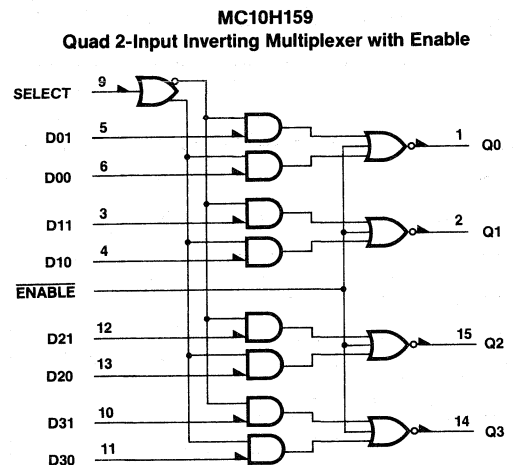 MC10H159
Quad 2-Input Inverting Multiplexer with Enable
SELECT 9
D01 5
1 Q0
D00 6
D11 3
2 Q1
D10 4
ENABLE
D21 12
15 Q2
D20 13
D31 10
14 Q3
D30 11